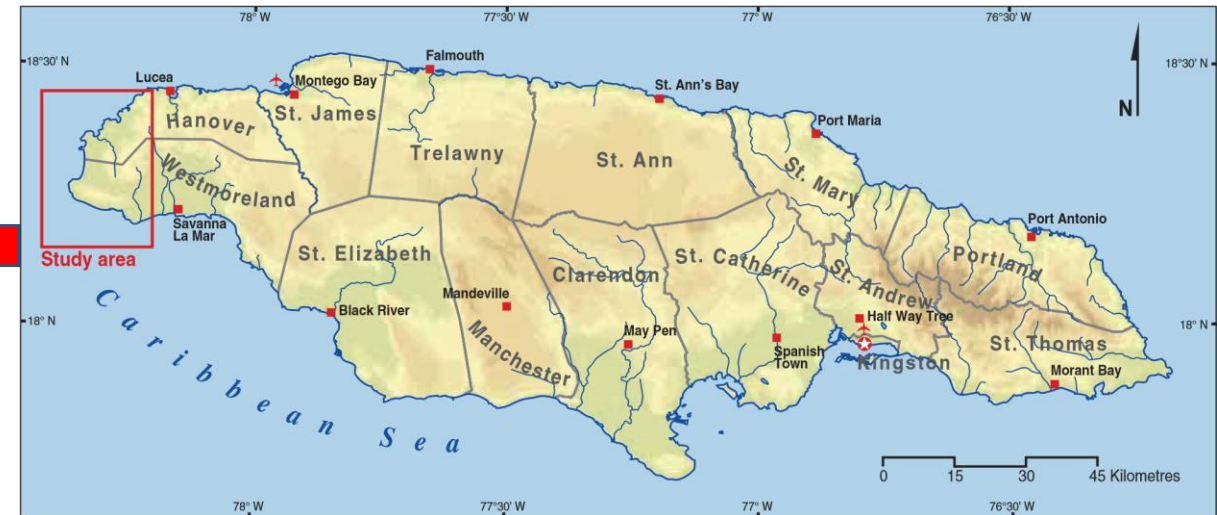 78° W
77°30' W
77° W
76°30' W
18°30' N
18°30' N
Falmouth
Lucea
Montego Bay
St. Ann's Bay
N
Hanover
St. James
Port Maria
Trelawny
St. Ann
Westmoreland
St. Mary
Savanna
La Mar
Port Antonio
Study area
St. Elizabeth
Clarendon
St. Catherine
Portland
St. Andrew
Mandeville
Caribbean Sea
Black River
Half Way Tree
18° N
18° N
May Pen
Manchester
Spanish
Town
Kingston
St. Thomas
Morant Bay
0 15 30 45 Kilometres
78° W
77°30' W
77° W
76°30' W